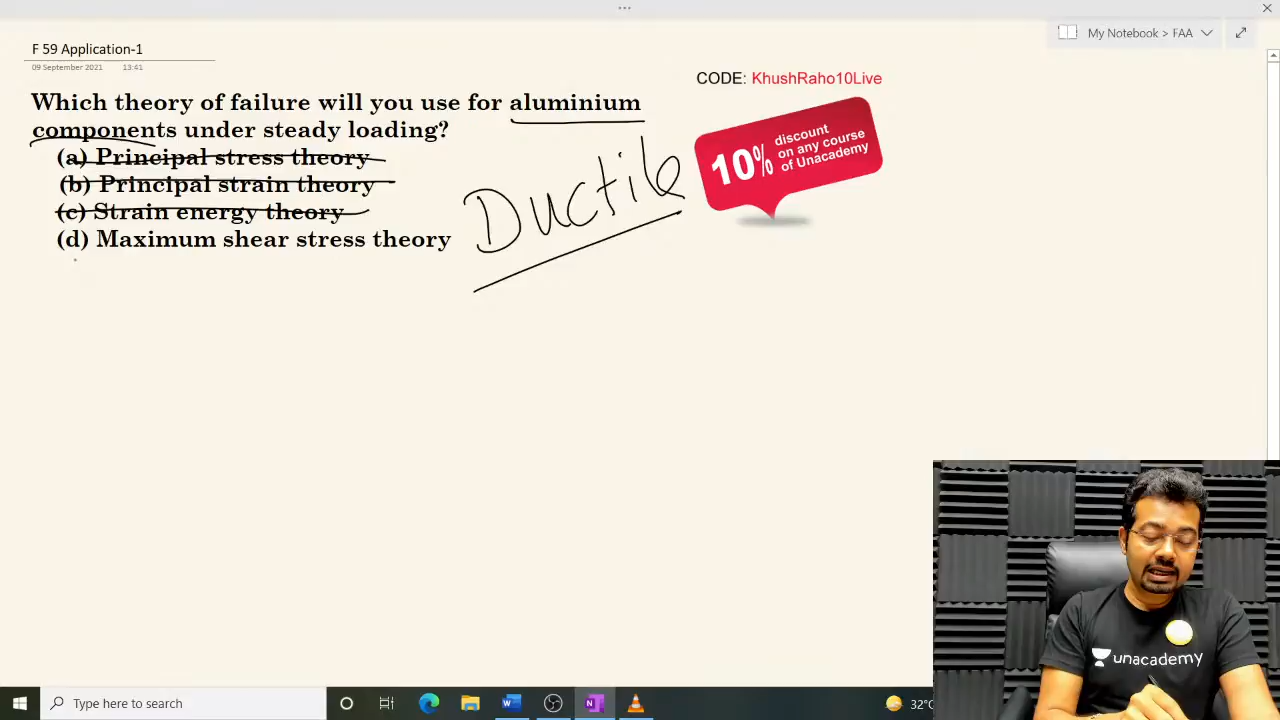 F 59 Application-1
09 September 2021 13:41
My Notebook > FAA
CODE: KhushRaho10Live
10% discount
on any course
of Unacademy
Which theory of failure will you use for aluminium
components under steady loading?
(a) Principal stress theory
(b) Principal strain theory
(c) Strain energy theory
(d) Maximum shear stress theory
Ductile
unacademy
Type here to search
32°C